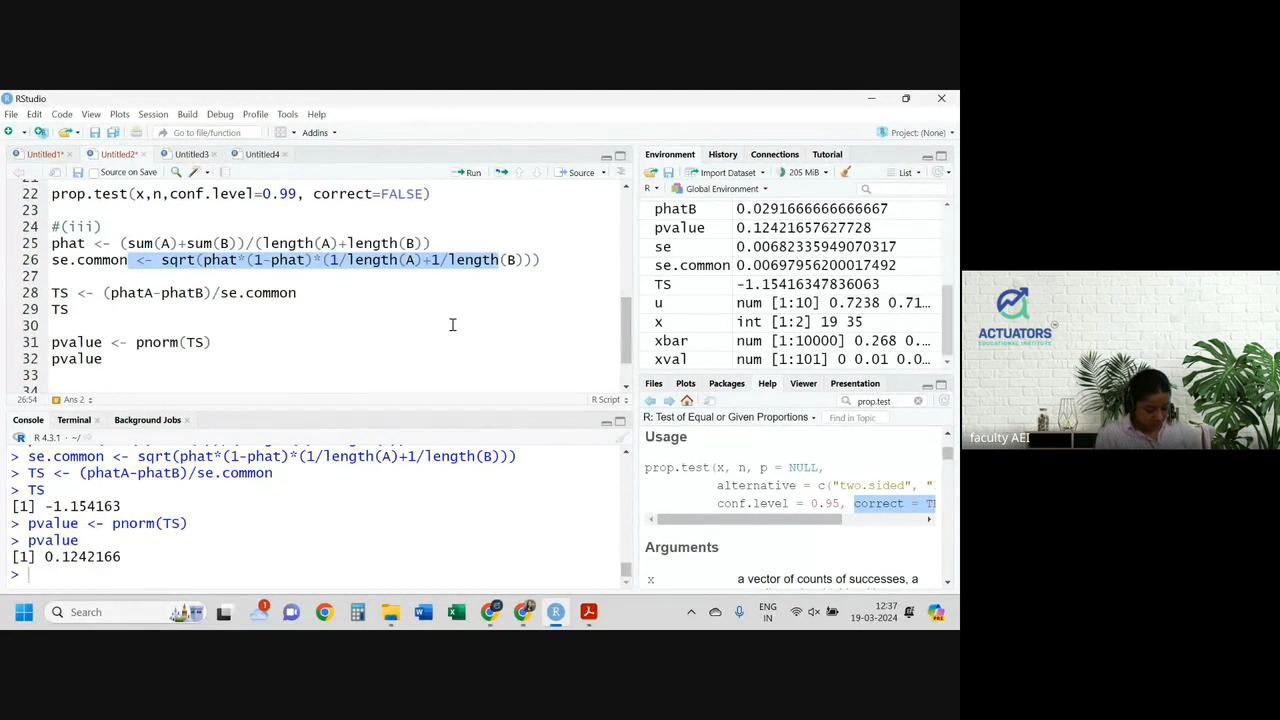 RStudio
File Edit Code View Plots Session Build Debug Profile Tools Help
Go to file/function Addins Project: (None)
Untitled1* Untitled2* Untitled3 Untitled4
Source on Save Run Source
22 prop.test(x,n,conf.level=0.99, correct=FALSE)
23
24 #(iii)
25 phat <- (sum(A)+sum(B))/(length(A)+length(B))
26 se.common <- sqrt(phat*(1-phat)*(1/length(A)+1/length(B)))
27
28 TS <- (phatA-phatB)/se.common
29 TS
30
31 pvalue <- pnorm(TS)
32 pvalue
33
34
26:54 Ans 2 R Script
Console Terminal Background Jobs
R 4.3.1 · ~/
> se.common <- sqrt(phat*(1-phat)*(1/length(A)+1/length(B)))
> TS <- (phatA-phatB)/se.common
> TS
[1] -1.154163
> pvalue <- pnorm(TS)
> pvalue
[1] 0.1242166
>
Environment History Connections Tutorial
Import Dataset 205 MiB List
R Global Environment
phatB 0.0291666666666667
pvalue 0.12421657627728
se 0.00682335949070317
se.common 0.00697956200017492
TS -1.15416347836063
u num [1:10] 0.7238 0.71...
x int [1:2] 19 35
xbar num [1:10000] 0.268 0...
xval num [1:101] 0 0.01 0.0...
Files Plots Packages Help Viewer Presentation
prop.test
R: Test of Equal or Given Proportions Find in Topic
Usage
prop.test(x, n, p = NULL,
alternative = c("two.sided", "
conf.level = 0.95, correct = T
Arguments
x a vector of counts of successes, a
ACTUATORS
EDUCATIONAL INSTITUTE
faculty AEI
Search 1 ENG IN 12:37 19-03-2024